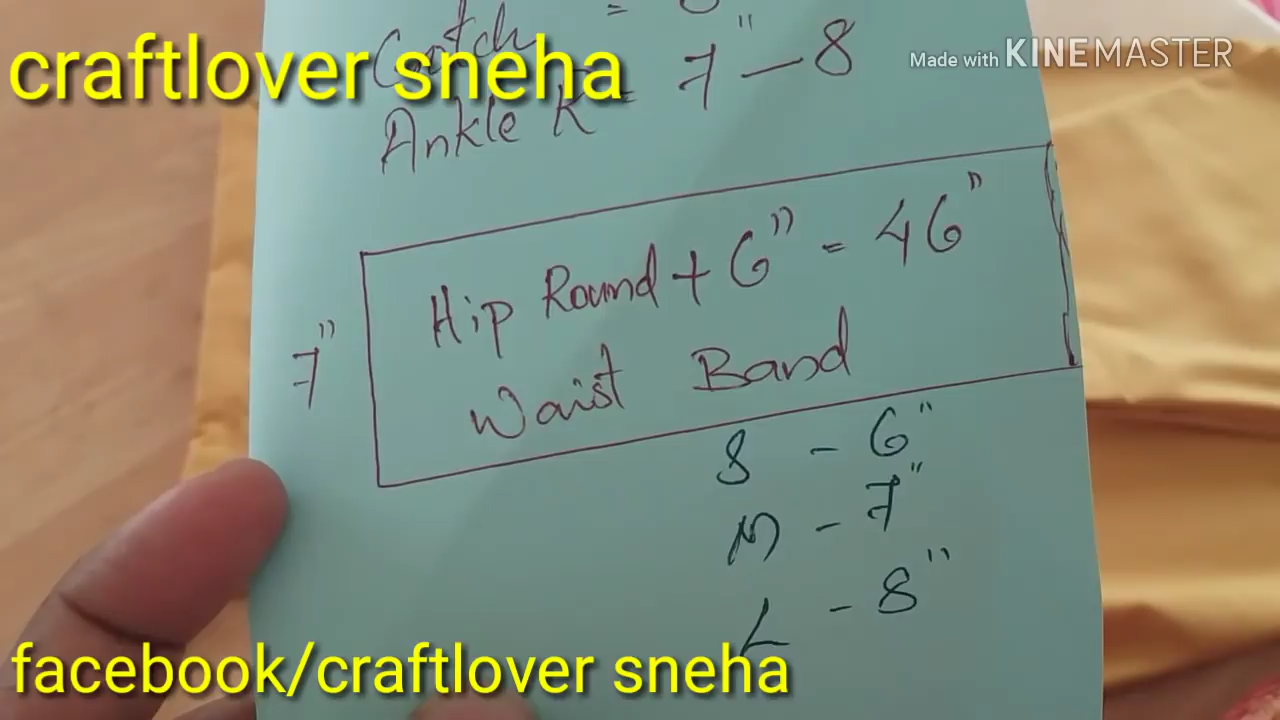 craftlover sneha
Made with KINEMASTER
Ankle R = 7" - 8
Hip Round + 6" = 46"
7"
Waist Band
S - 6"
M - 7"
L - 8"
facebook/craftlover sneha